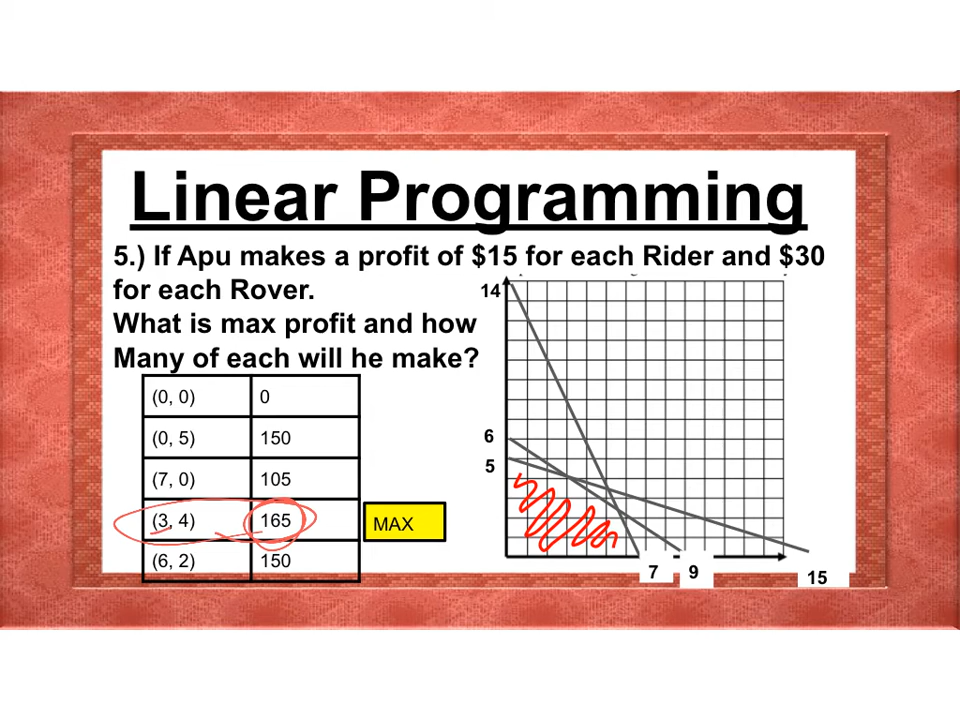 Linear Programming
5.) If Apu makes a profit of $15 for each Rider and $30
for each Rover.
What is max profit and how
Many of each will he make?
(0, 0) 0
(0, 5) 150
(7, 0) 105
(3, 4) 165
MAX
(6, 2) 150
14
6
5
7
9
15